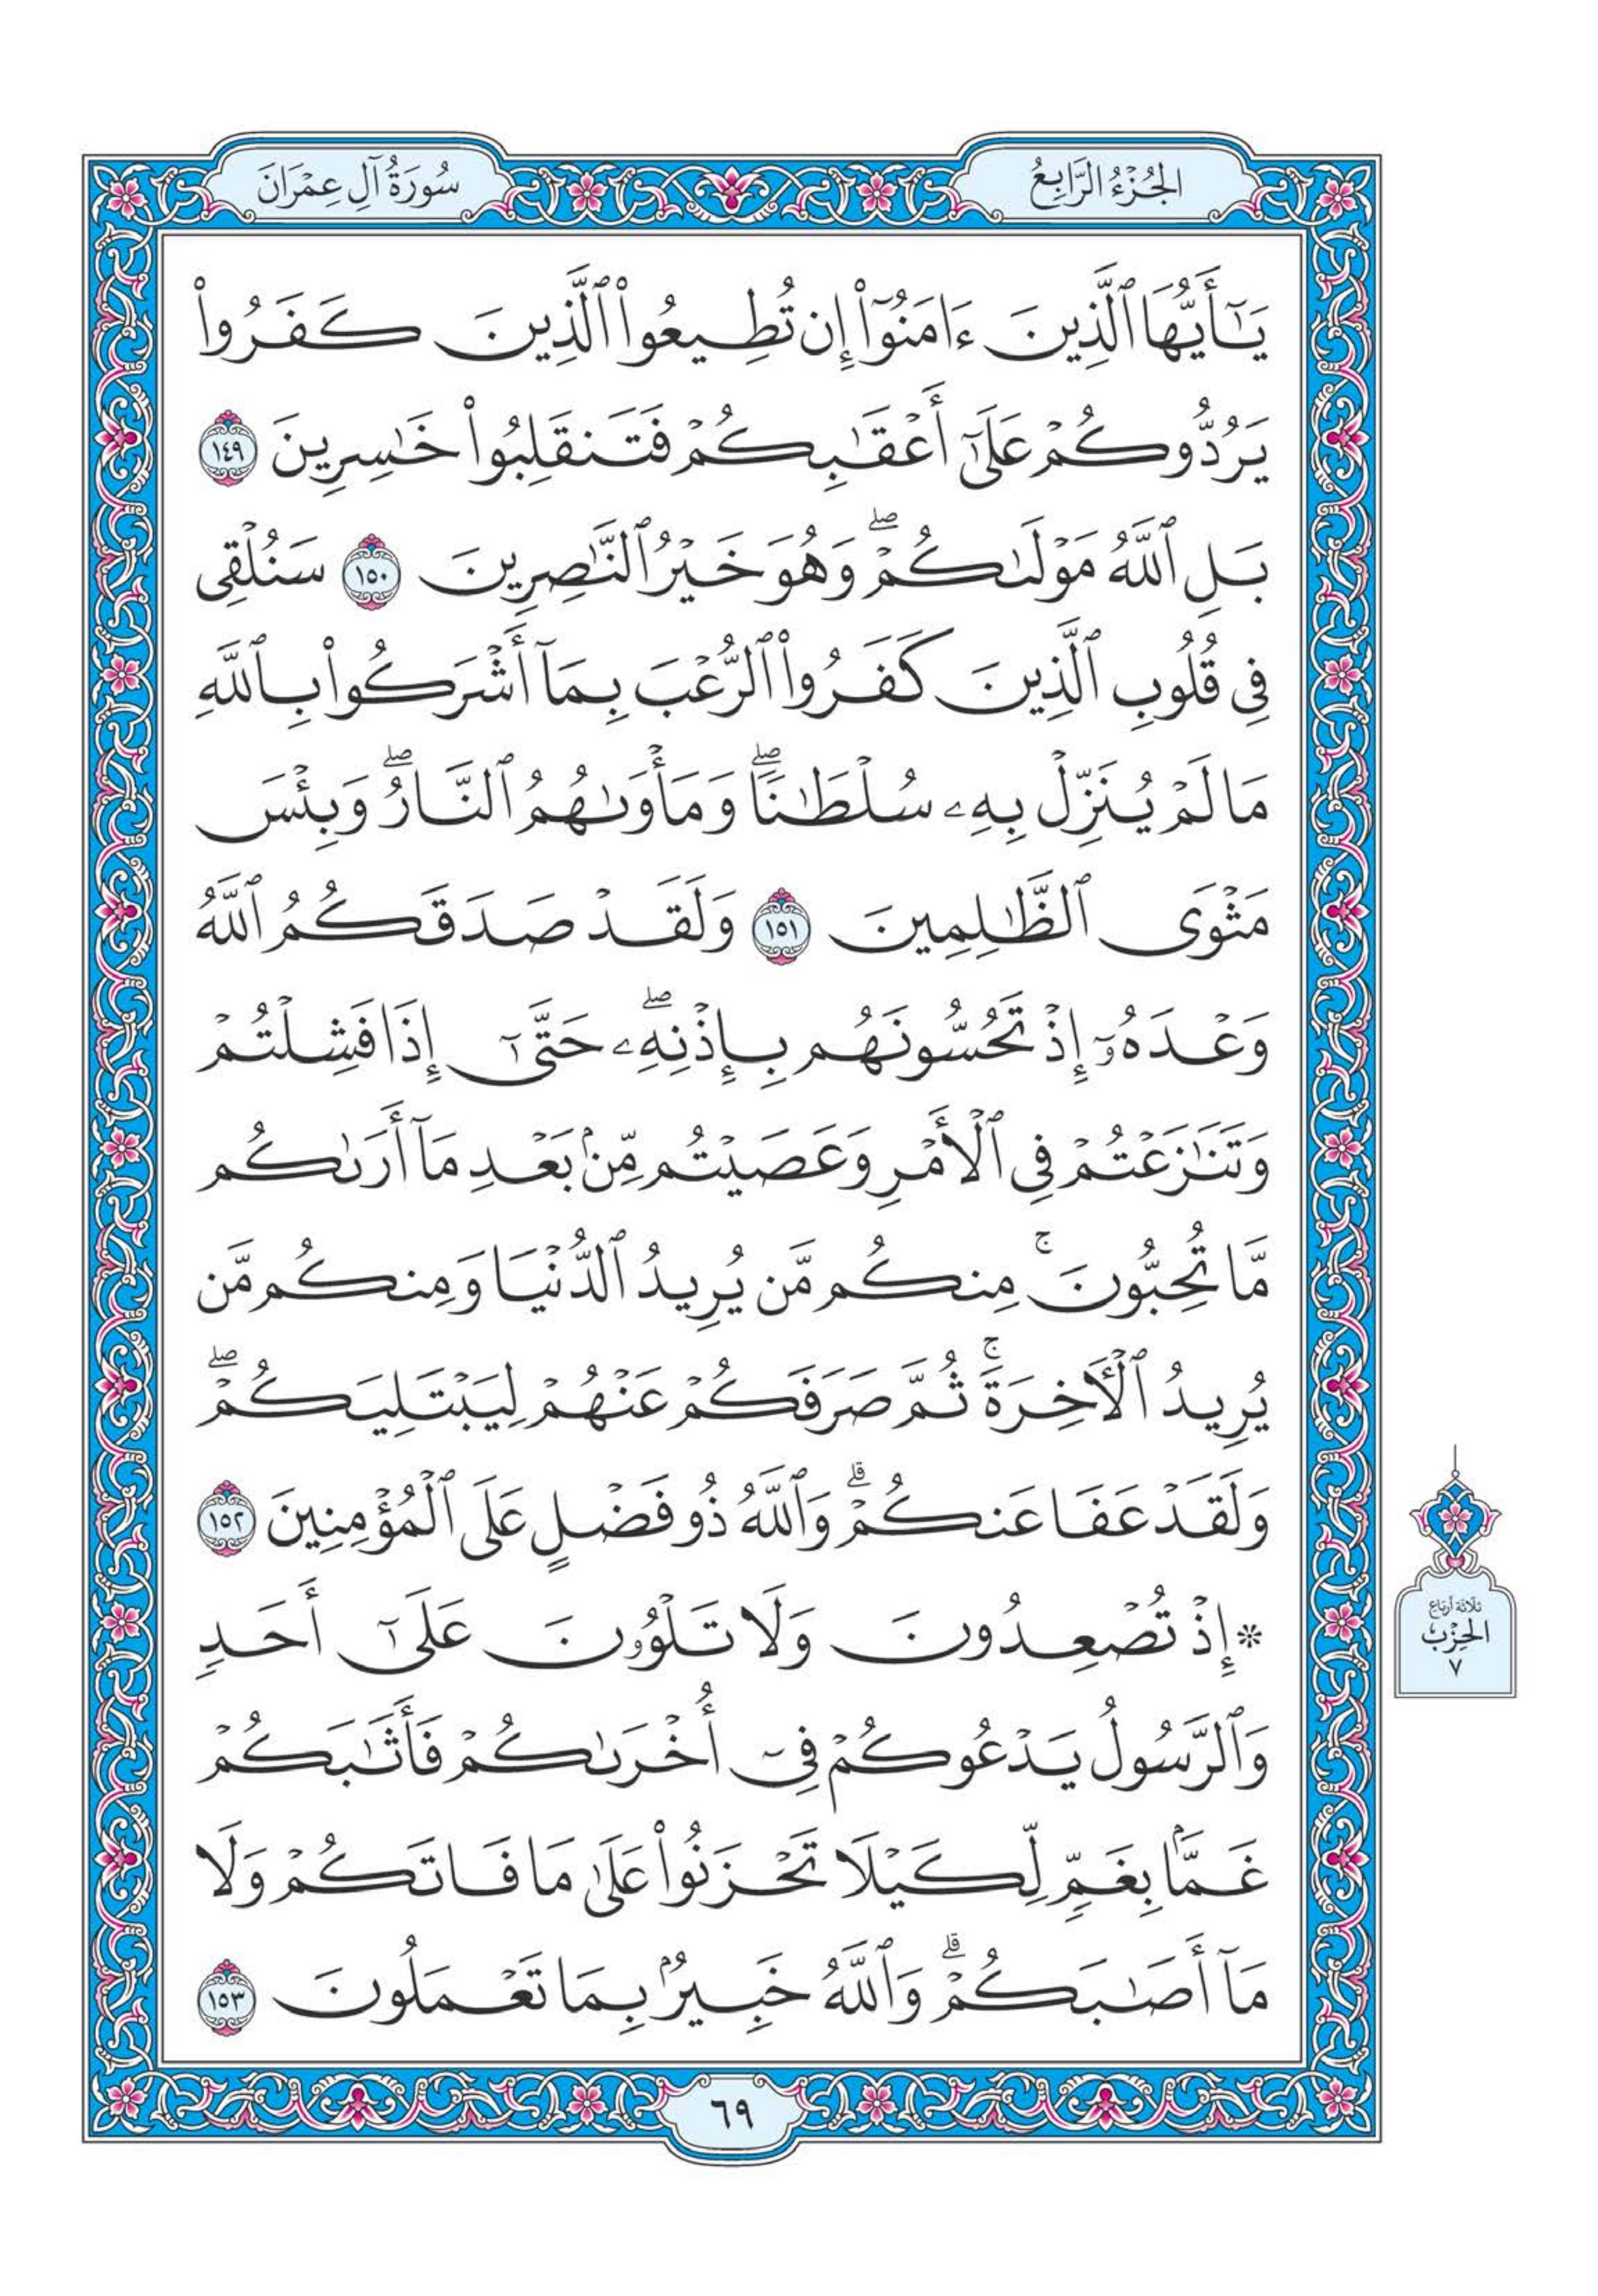 الجُزْءُ الرَّابِعُ
سُورَةُ آلِ عِمْرَانَ
يَـٰٓأَيُّهَا ٱلَّذِينَ ءَامَنُوٓا۟ إِن تُطِيعُوا۟ ٱلَّذِينَ كَفَرُوا۟
يَرُدُّوكُمْ عَلَىٰٓ أَعْقَـٰبِكُمْ فَتَنقَلِبُوا۟ خَـٰسِرِينَ ١٤٩
بَلِ ٱللَّهُ مَوْلَىٰكُمْ ۖ وَهُوَ خَيْرُ ٱلنَّـٰصِرِينَ ١٥٠ سَنُلْقِى
فِى قُلُوبِ ٱلَّذِينَ كَفَرُوا۟ ٱلرُّعْبَ بِمَآ أَشْرَكُوا۟ بِٱللَّهِ
مَا لَمْ يُنَزِّلْ بِهِۦ سُلْطَـٰنًا ۖ وَمَأْوَىٰهُمُ ٱلنَّارُ ۖ وَبِئْسَ
مَثْوَى ٱلظَّـٰلِمِينَ ١٥١ وَلَقَدْ صَدَقَكُمُ ٱللَّهُ
وَعْدَهُۥٓ إِذْ تَحُسُّونَهُم بِإِذْنِهِۦ ۖ حَتَّىٰٓ إِذَا فَشِلْتُمْ
وَتَنَـٰزَعْتُمْ فِى ٱلْأَمْرِ وَعَصَيْتُم مِّنۢ بَعْدِ مَآ أَرَىٰكُم
مَّا تُحِبُّونَ ۚ مِنكُم مَّن يُرِيدُ ٱلدُّنْيَا وَمِنكُم مَّن
يُرِيدُ ٱلْـَٔاخِرَةَ ۚ ثُمَّ صَرَفَكُمْ عَنْهُمْ لِيَبْتَلِيَكُمْ ۖ
وَلَقَدْ عَفَا عَنكُمْ ۗ وَٱللَّهُ ذُو فَضْلٍ عَلَى ٱلْمُؤْمِنِينَ ١٥٢
* إِذْ تُصْعِدُونَ وَلَا تَلْوُۥنَ عَلَىٰٓ أَحَدٍ
وَٱلرَّسُولُ يَدْعُوكُمْ فِىٓ أُخْرَىٰكُمْ فَأَثَـٰبَكُمْ
غَمًّۢا بِغَمٍّ لِّكَيْلَا تَحْزَنُوا۟ عَلَىٰ مَا فَاتَكُمْ وَلَا
مَآ أَصَـٰبَكُمْ ۗ وَٱللَّهُ خَبِيرٌۢ بِمَا تَعْمَلُونَ ١٥٣
ثلاثة أرباع
الحِزْب
٧
٦٩